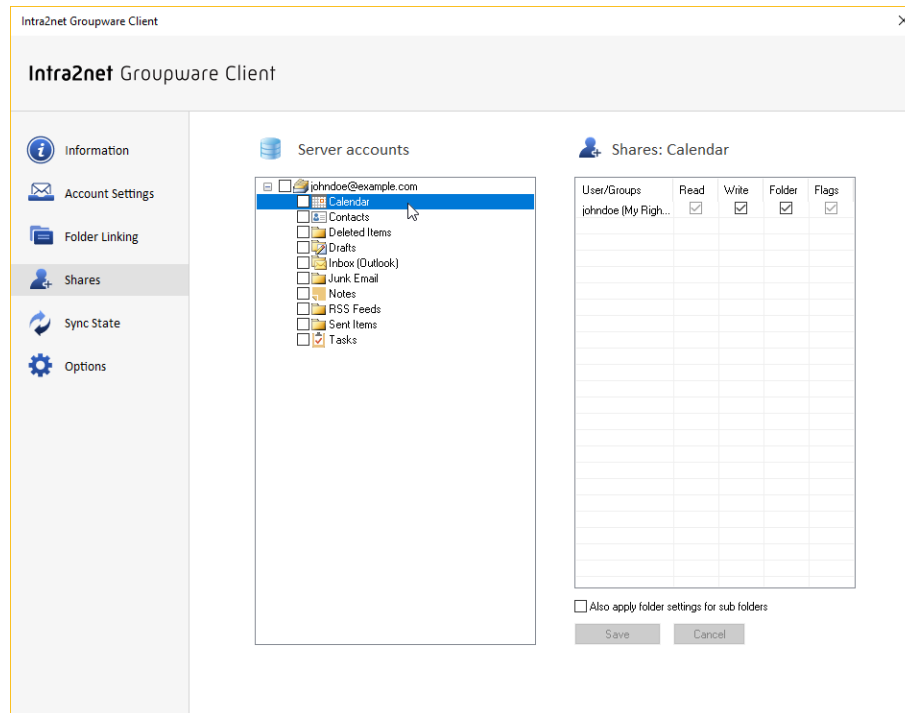 Intra2net Groupware Client
Intra2net Groupware Client
Information
Account Settings
Folder Linking
Shares
Sync State
Options
Server accounts
johndoe@example.com
Calendar
Contacts
Deleted Items
Drafts
Inbox (Outlook)
Junk Email
Notes
RSS Feeds
Sent Items
Tasks
Shares: Calendar
User/Groups Read Write Folder Flags
johndoe (My Righ...
Also apply folder settings for sub folders
Save Cancel